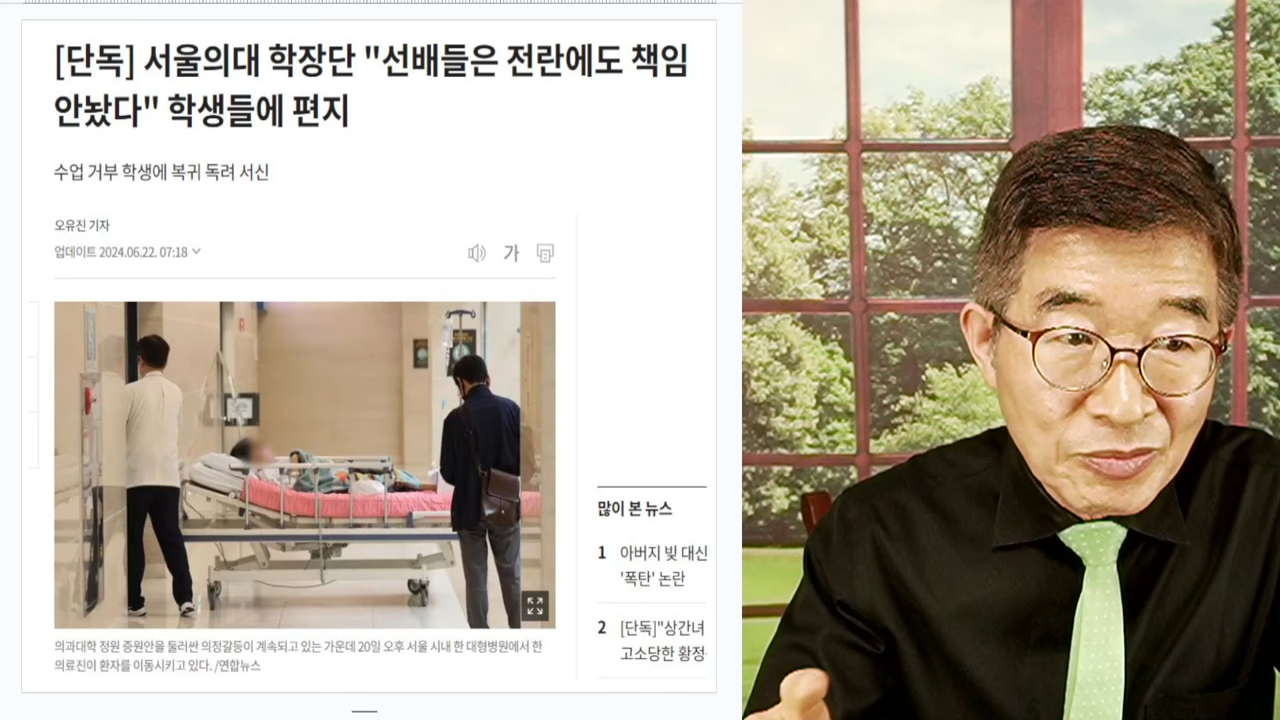 [단독] 서울의대 학장단 "선배들은 전란에도 책임
안놨다" 학생들에 편지
수업 거부 학생에 복귀 독려 서신
오유진 기자
업데이트 2024.06.22. 07:18
가
의과대학 정원 증원안을 둘러싼 의정갈등이 계속되고 있는 가운데 20일 오후 서울 시내 한 대형병원에서 한
의료진이 환자를 이동시키고 있다. /연합뉴스
많이 본 뉴스
1 아버지 빚 대신
'폭탄' 논란
2 [단독]"상간녀
고소당한 황정